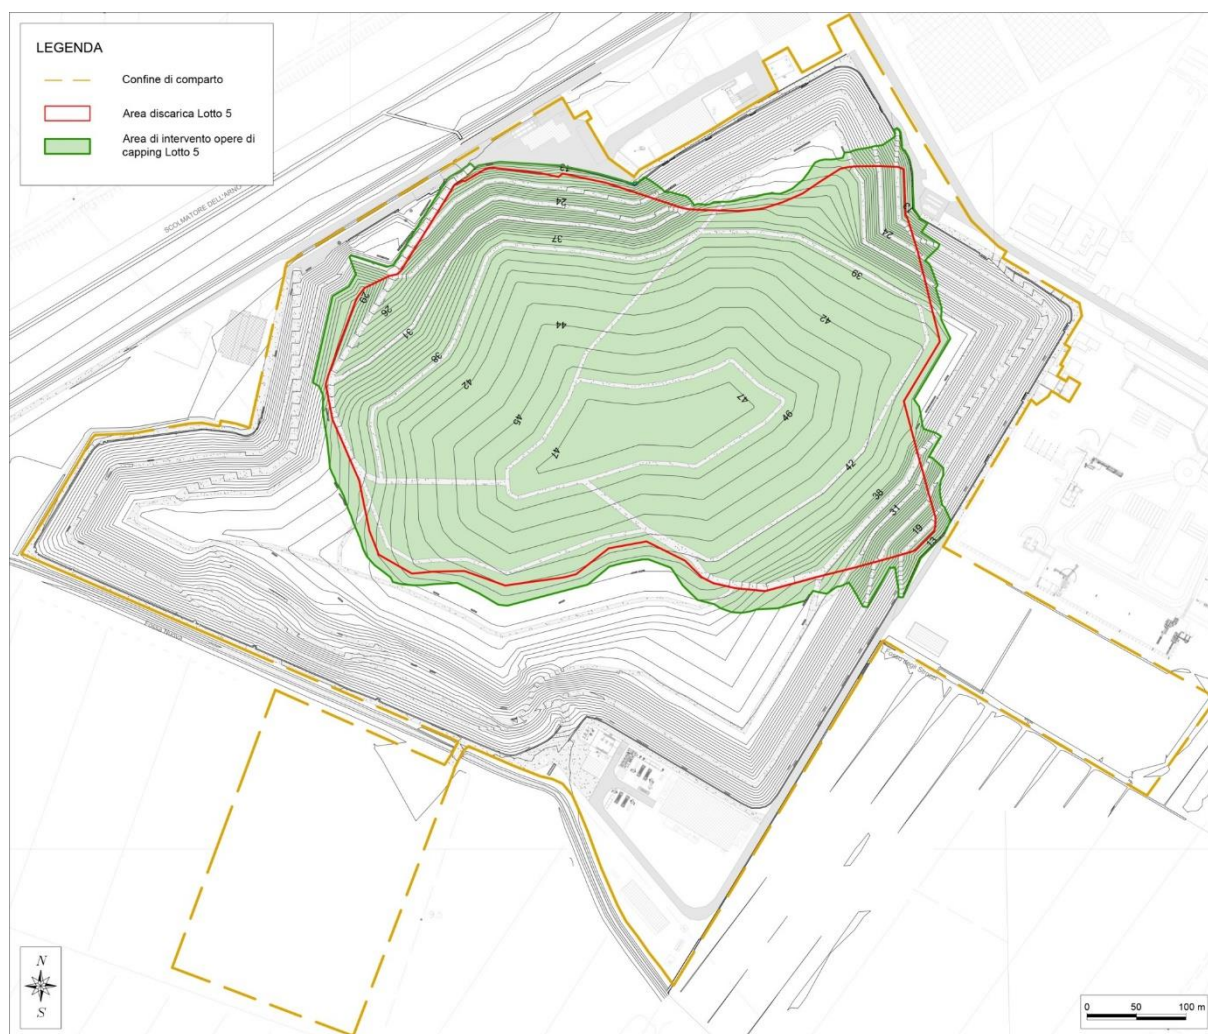 LEGENDA
Confine di comparto
Area discarica Lotto 5
Area di intervento opere di
capping Lotto 5
SCOLMATORE DELL'ARNO
13
24
37
13
24
39
29
26
31
38
44
42
42
45
47
46
47
42
38
31
19
13
N
S
0 50 100 m